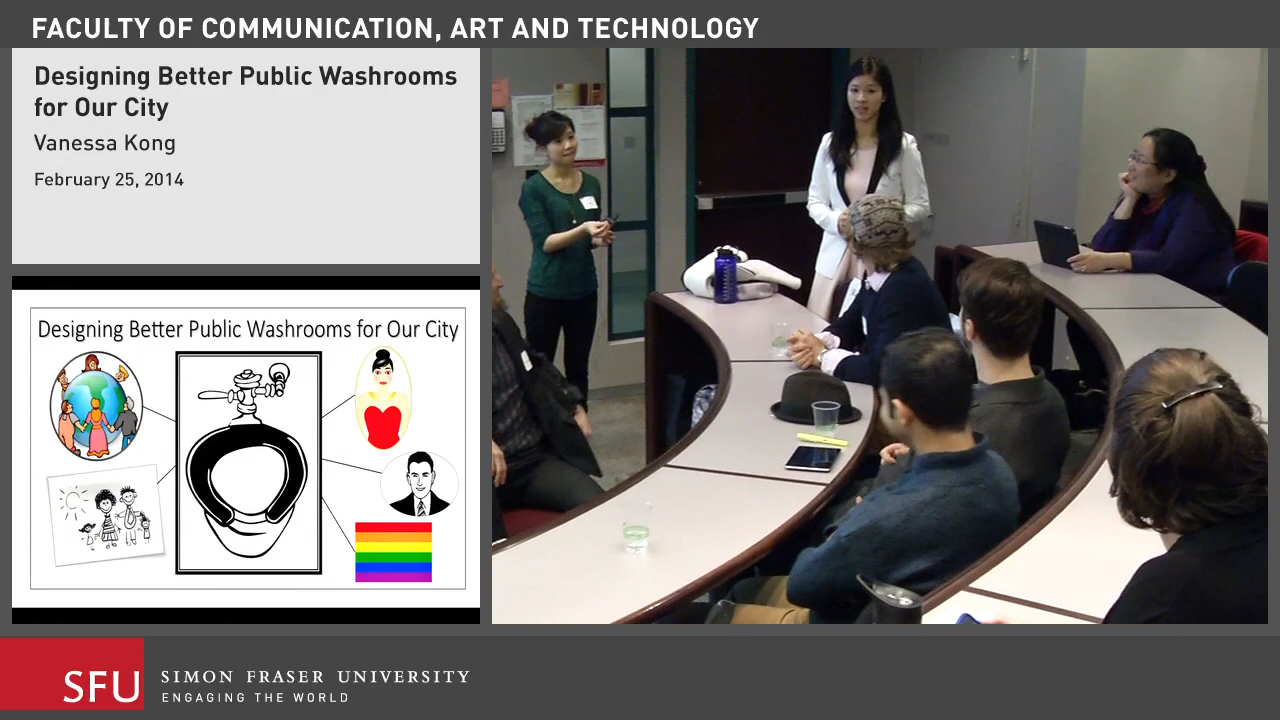 FACULTY OF COMMUNICATION, ART AND TECHNOLOGY
Designing Better Public Washrooms
for Our City
Vanessa Kong
February 25, 2014
Designing Better Public Washrooms for Our City
SFU
SIMON FRASER UNIVERSITY
ENGAGING THE WORLD